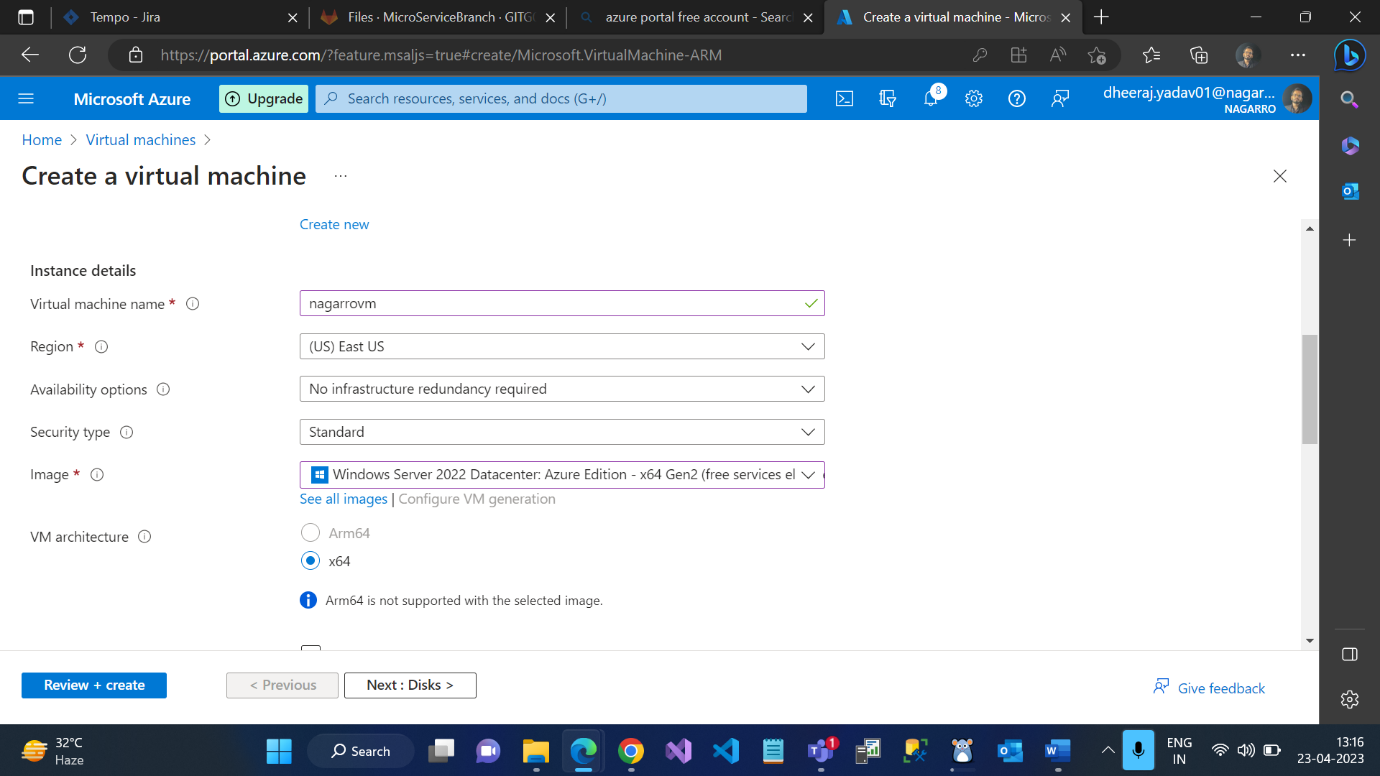 Tempo - Jira
Files · MicroServiceBranch · GITG
azure portal free account - Searc
Create a virtual machine - Micros
https://portal.azure.com/?feature.msaljs=true#create/Microsoft.VirtualMachine-ARM
Microsoft Azure
Upgrade
Search resources, services, and docs (G+/)
8
dheeraj.yadav01@nagar...
NAGARRO
Home > Virtual machines >
Create a virtual machine ...
Create new
Instance details
Virtual machine name *
nagarrovm
Region *
(US) East US
Availability options
No infrastructure redundancy required
Security type
Standard
Image *
Windows Server 2022 Datacenter: Azure Edition - x64 Gen2 (free services el
See all images | Configure VM generation
VM architecture
Arm64
x64
Arm64 is not supported with the selected image.
Review + create
< Previous
Next : Disks >
Give feedback
32°C
Haze
Search
1
ENG
IN
13:16
23-04-2023